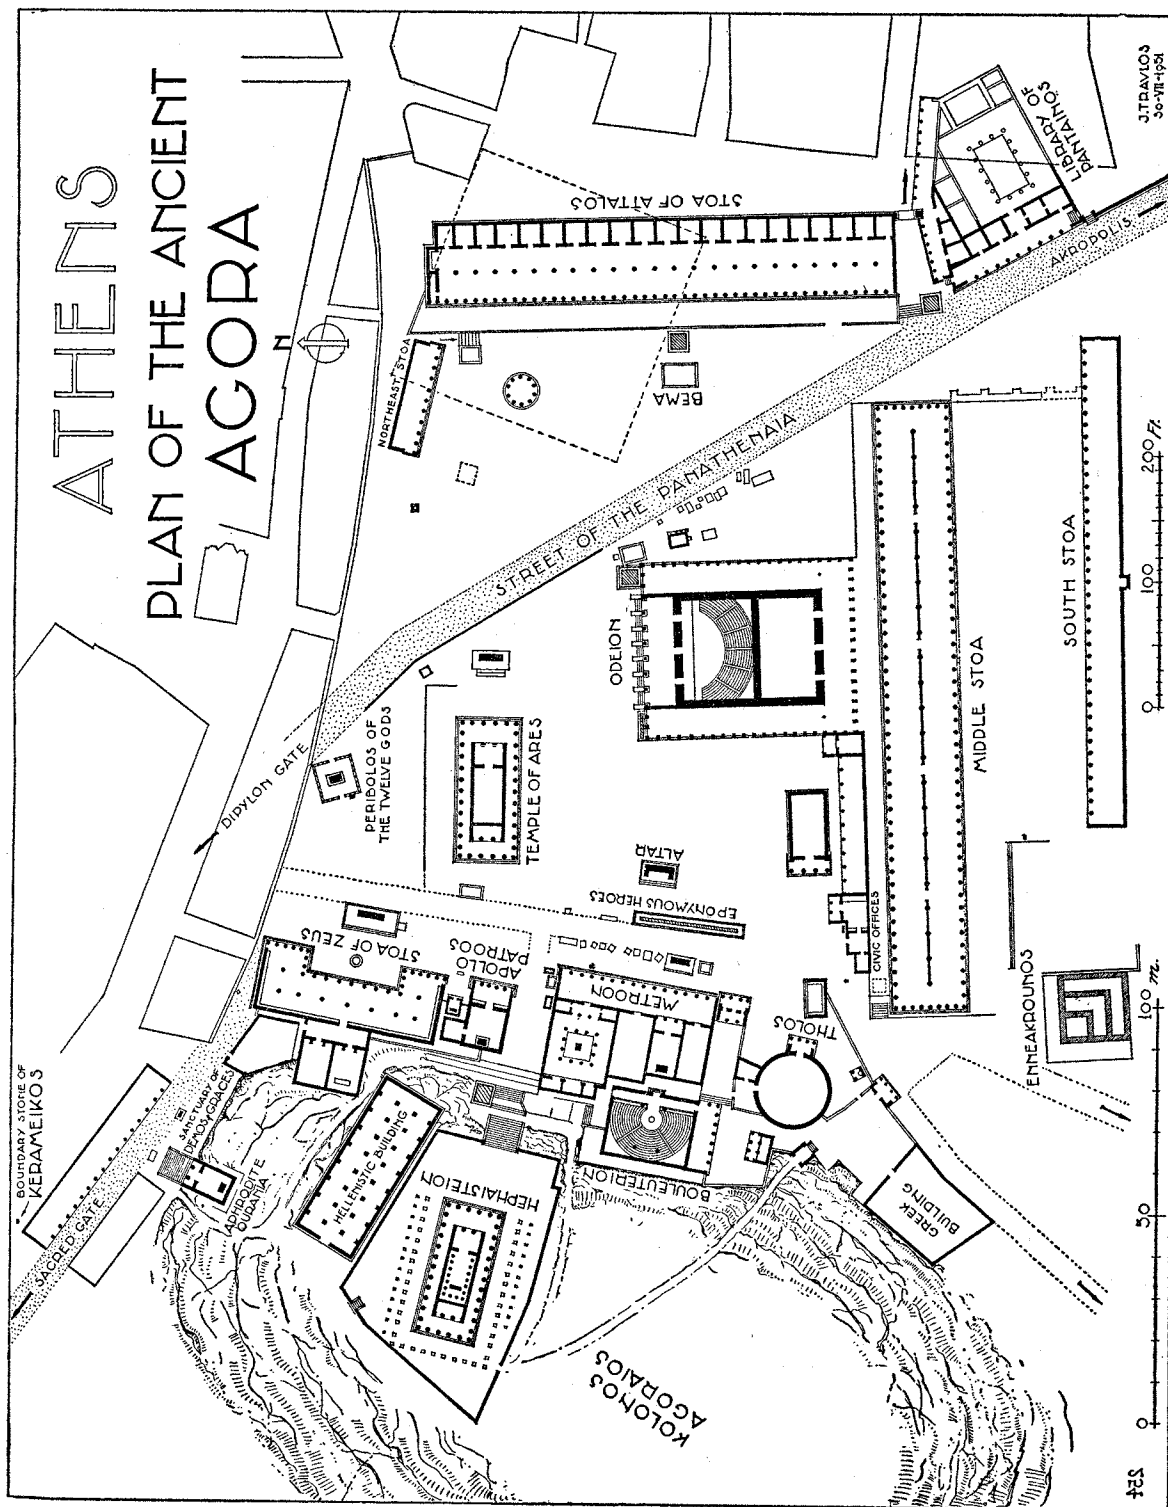 ATHENS
PLAN OF THE ANCIENT
AGORA
N
J. TRAVLOS
30-VII-1951
LIBRARY OF
PANTAINOS
STOA OF ATTALOS
AKROPOLIS
NORTHEAST STOA
BEMA
STREET OF THE PANATHENAIA
ODEION
MIDDLE STOA
SOUTH STOA
DIPYLON GATE
PERIBOLOS OF
THE TWELVE GODS
TEMPLE OF ARES
ALTAR
EPONYMOUS HEROES
CIVIC OFFICES
STOA OF ZEUS
APOLLO
PATROOS
METROON
THOLOS
ENNEAKROUNOS
BOUNDARY STONE OF
KERAMEIKOS
SACRED GATE
SANCTUARY OF
DEMOS & GRACES
APHRODITE
OURANIA
HELLENISTIC BUILDING
HEPHAISTEION
BOULEUTERION
GREEK
BUILDING
KOLONOS
AGORAIOS
0 100 200 Ft.
0 50 100 m.
254